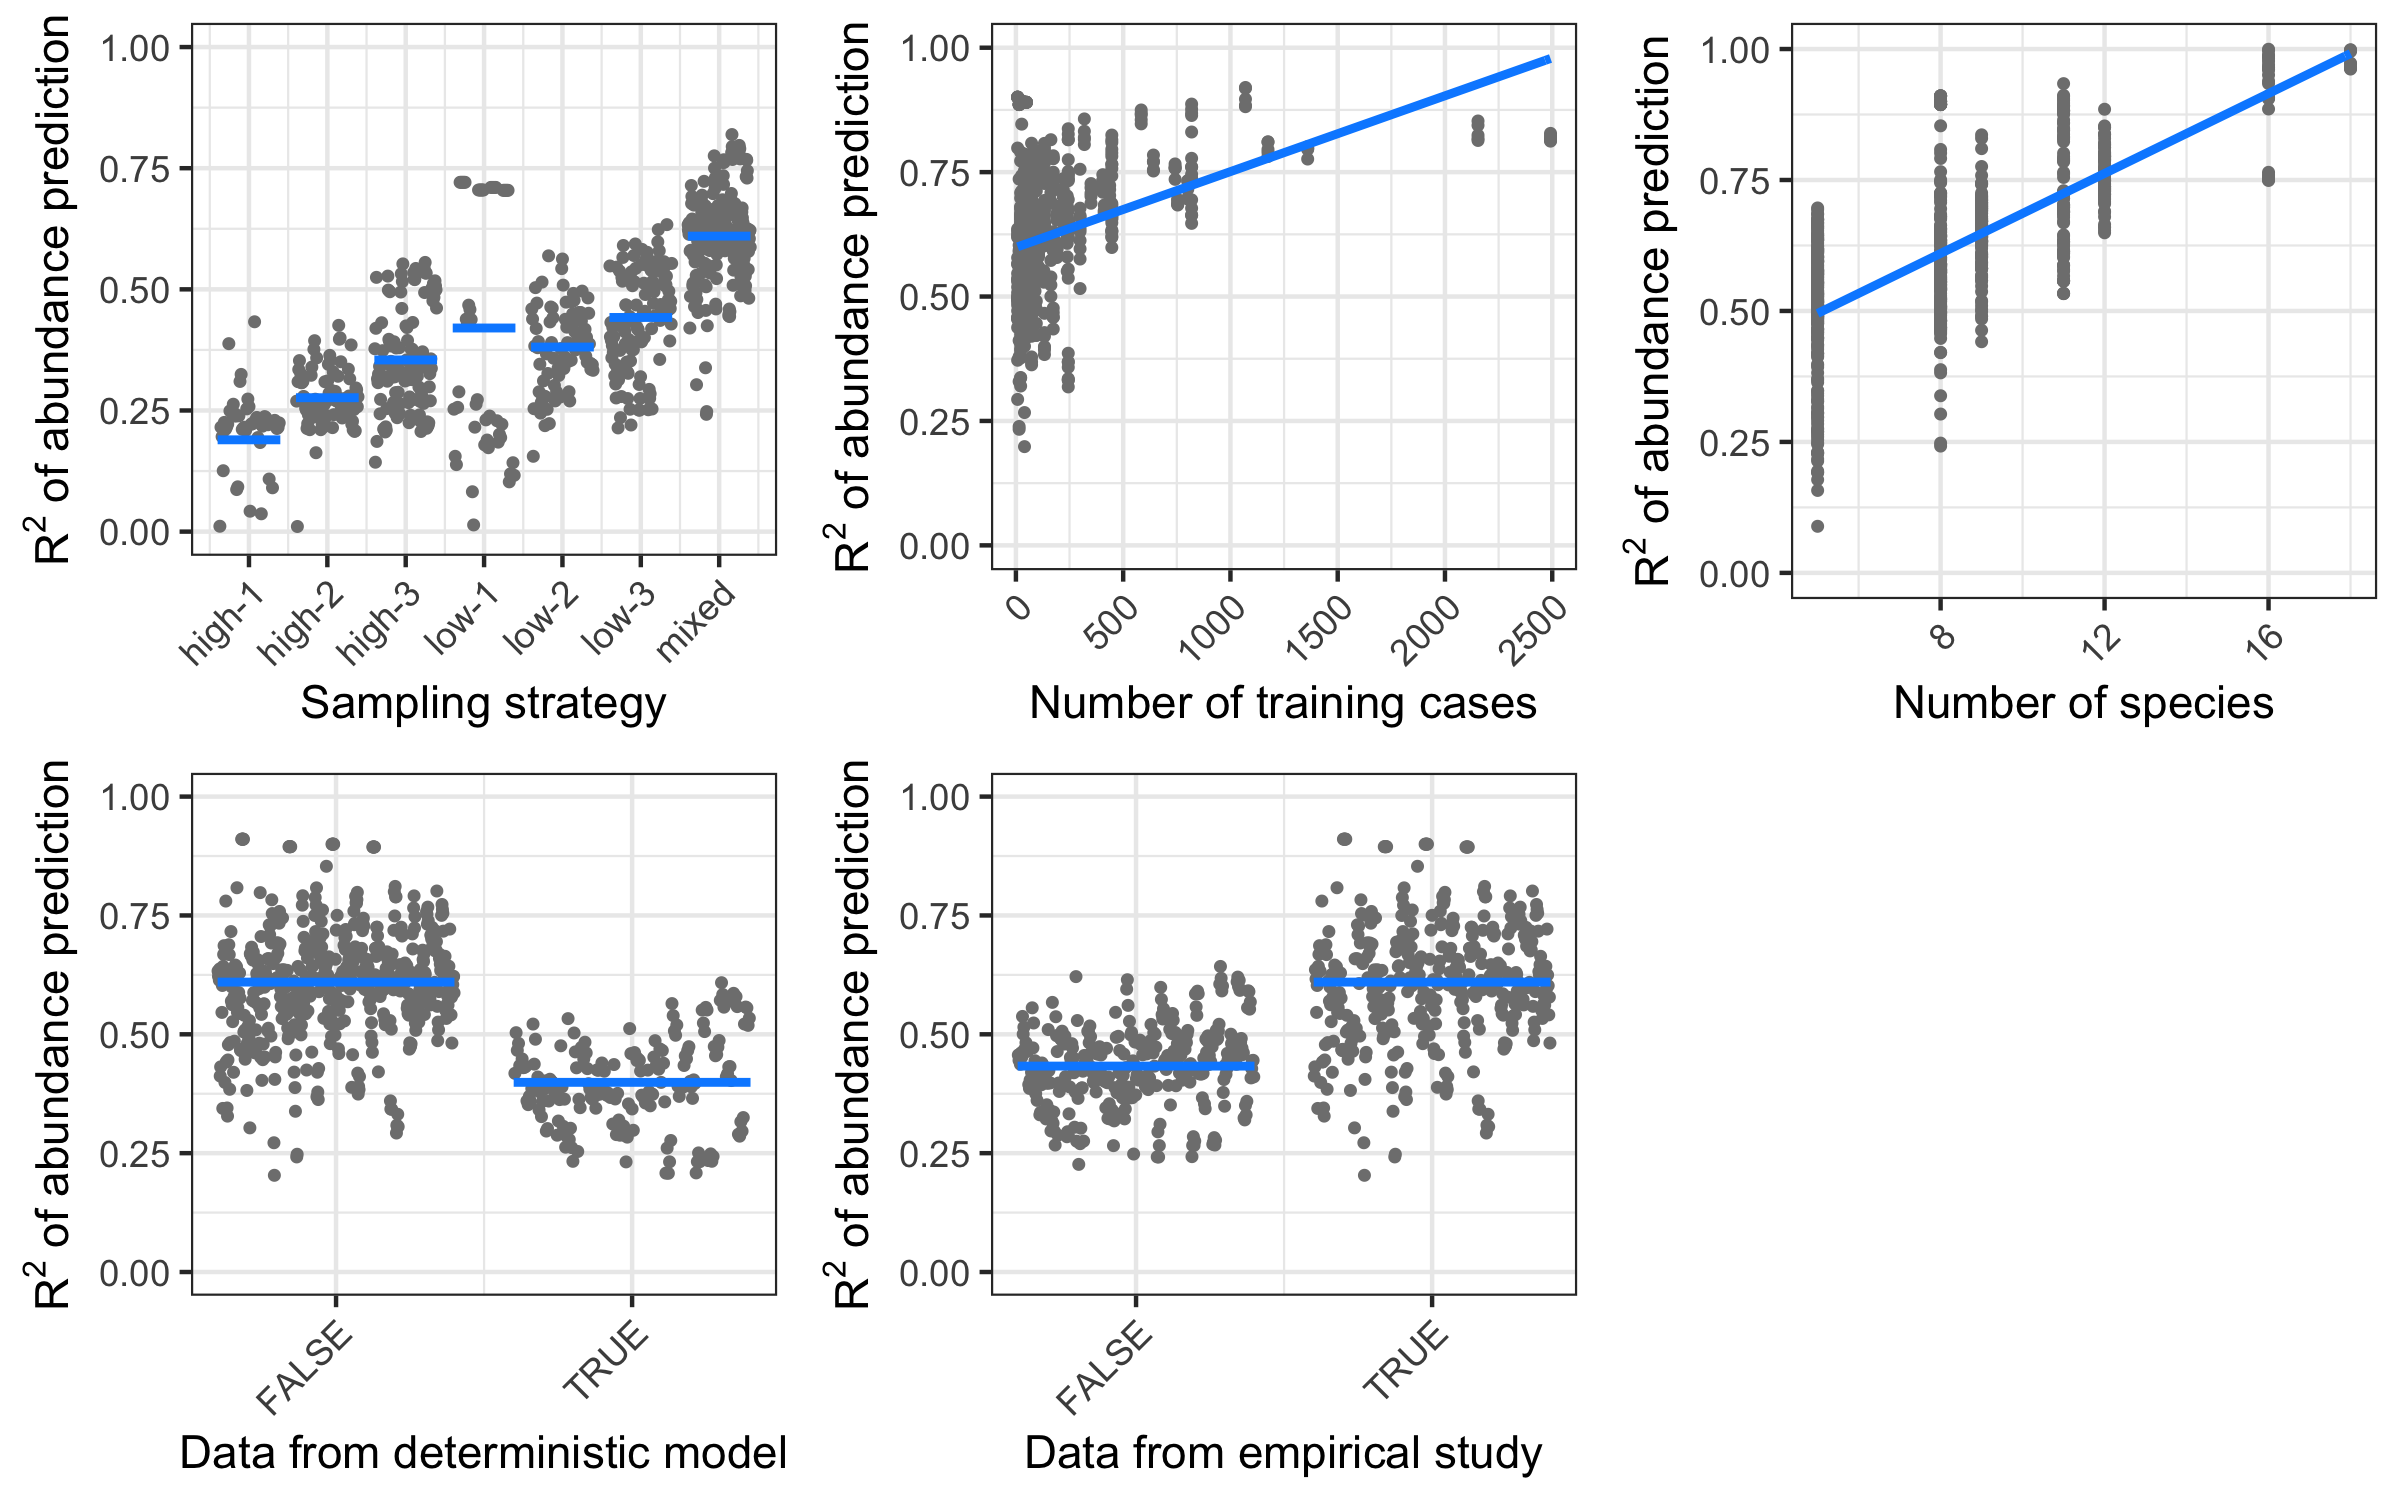 R² of abundance prediction
1.00
0.75
0.50
0.25
0.00
high-1
high-2
high-3
low-1
low-2
low-3
mixed
Sampling strategy
R² of abundance prediction
1.00
0.75
0.50
0.25
0.00
0
500
1000
1500
2000
2500
Number of training cases
R² of abundance prediction
1.00
0.75
0.50
0.25
0.00
8
12
16
Number of species
R² of abundance prediction
1.00
0.75
0.50
0.25
0.00
FALSE
TRUE
Data from deterministic model
R² of abundance prediction
1.00
0.75
0.50
0.25
0.00
FALSE
TRUE
Data from empirical study